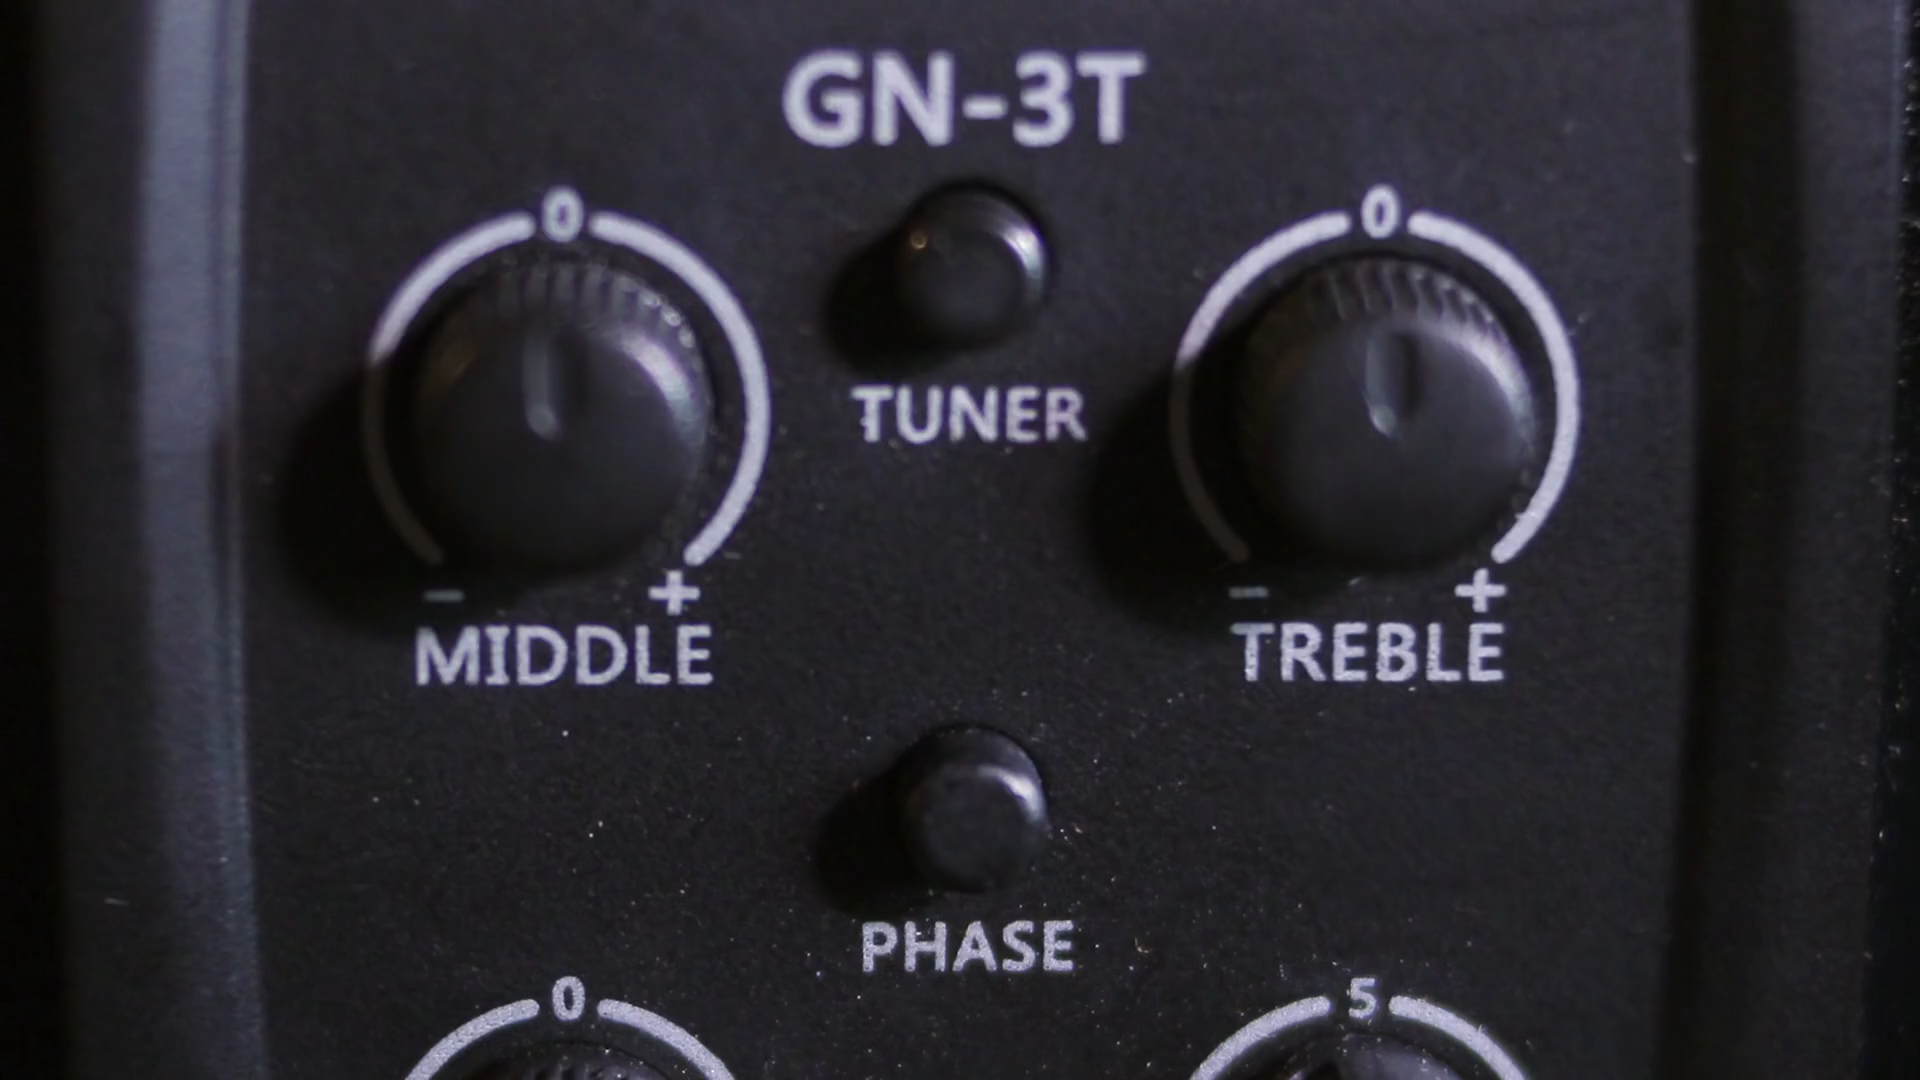 GN-3T
0 0
TUNER
- + - +
MIDDLE TREBLE
PHASE
0 5